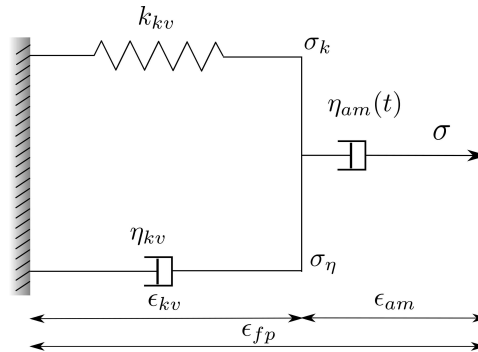 k_{kv}
σ_k
η_{am}(t)
σ
η_{kv}
σ_η
ϵ_{kv}
ϵ_{am}
ϵ_{fp}